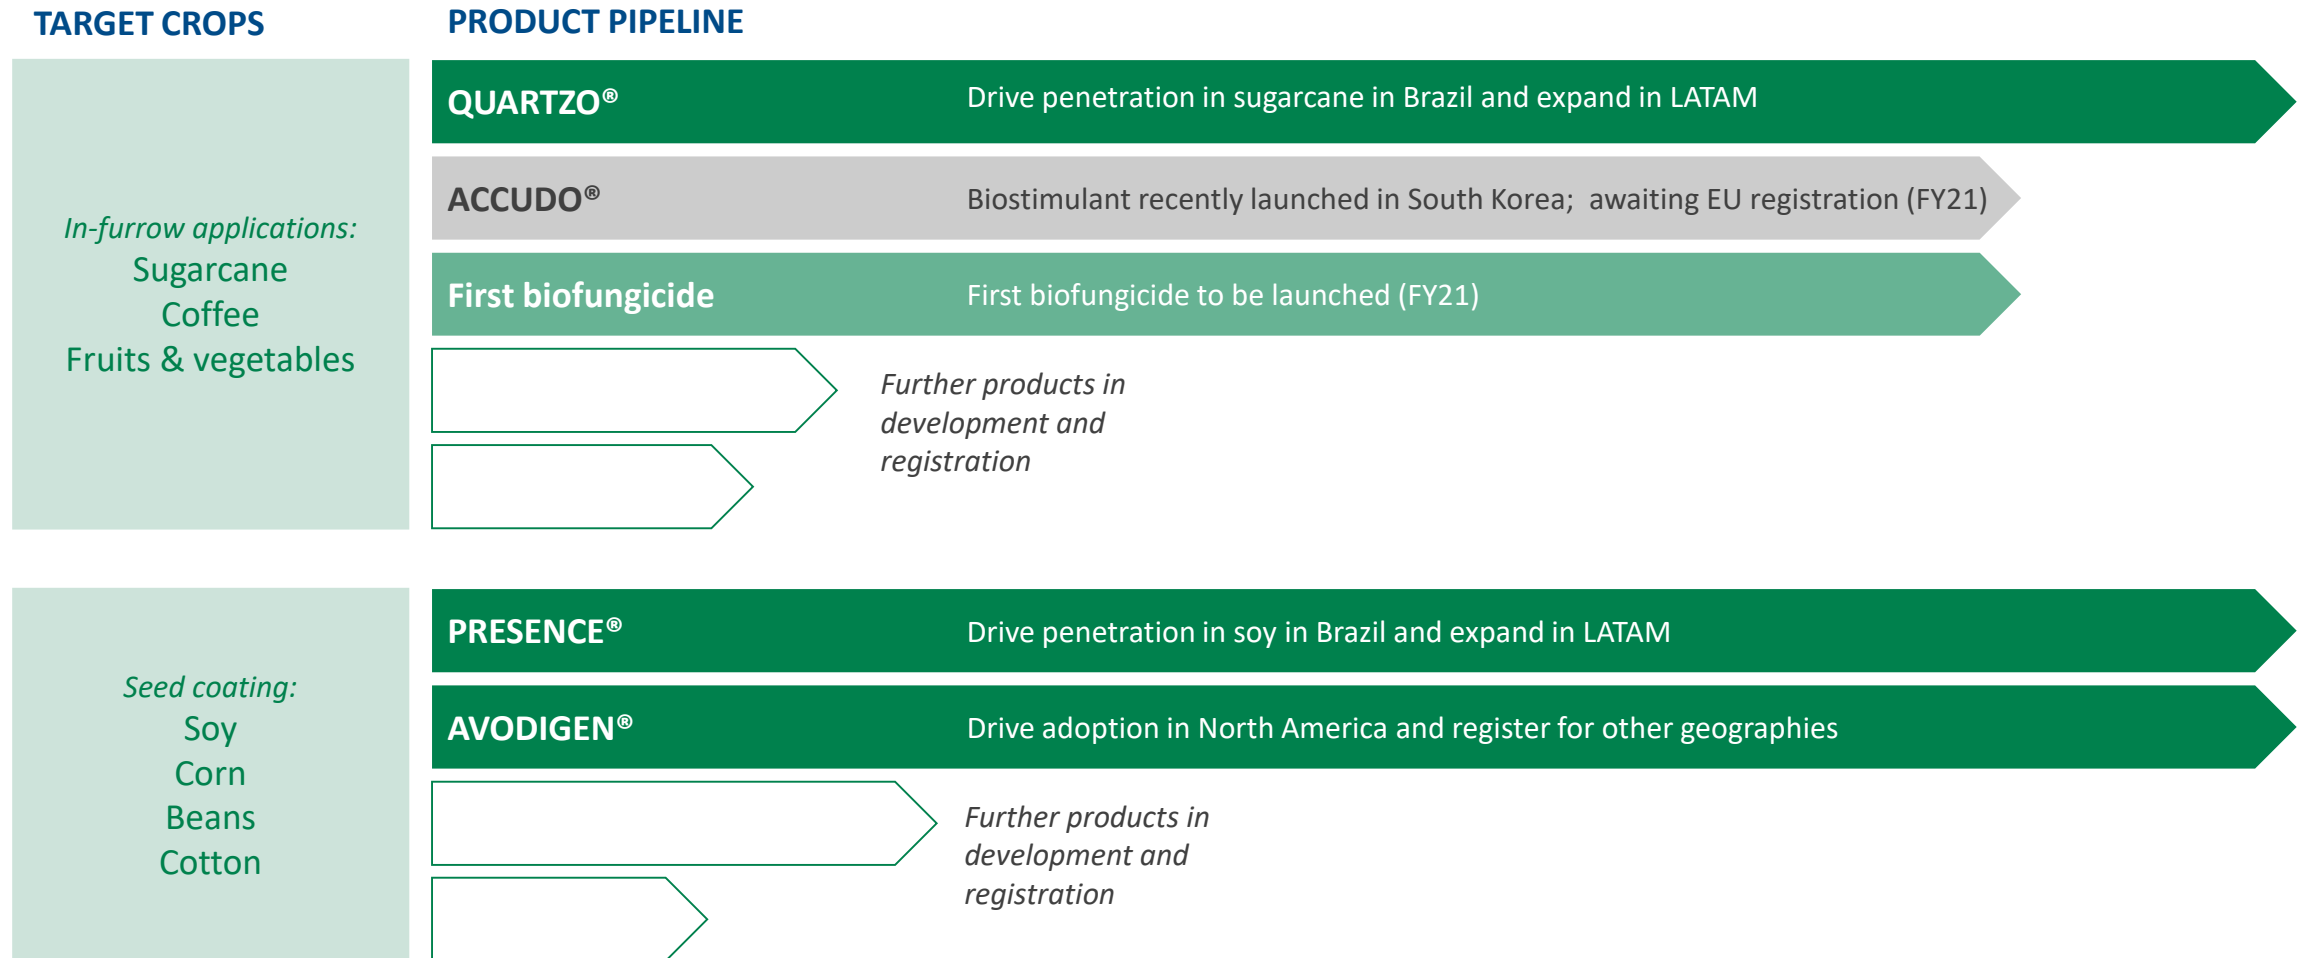 TARGET CROPS
PRODUCT PIPELINE
In-furrow applications:
Sugarcane
Coffee
Fruits & vegetables
QUARTZO® Drive penetration in sugarcane in Brazil and expand in LATAM
ACCUDO® Biostimulant recently launched in South Korea; awaiting EU registration (FY21)
First biofungicide First biofungicide to be launched (FY21)
Further products in
development and
registration
Seed coating:
Soy
Corn
Beans
Cotton
PRESENCE® Drive penetration in soy in Brazil and expand in LATAM
AVODIGEN® Drive adoption in North America and register for other geographies
Further products in
development and
registration